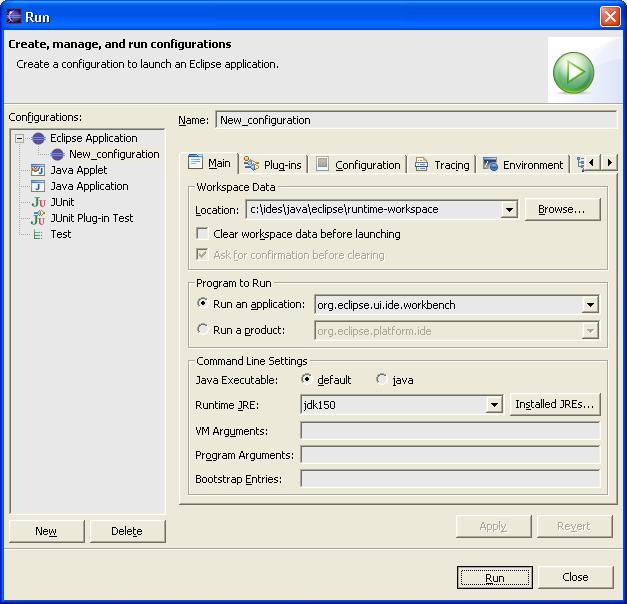 Run
Create, manage, and run configurations
Create a configuration to launch an Eclipse application.
Configurations:
Eclipse Application
New_configuration
Java Applet
Java Application
JUnit
JUnit Plug-in Test
Test
New
Delete
Name: New_configuration
Main Plug-ins Configuration Tracing Environment
Workspace Data
Location: c:\ides\java\eclipse\runtime-workspace Browse...
Clear workspace data before launching
Ask for confirmation before clearing
Program to Run
Run an application: org.eclipse.ui.ide.workbench
Run a product: org.eclipse.platform.ide
Command Line Settings
Java Executable: default java
Runtime JRE: jdk150 Installed JREs...
VM Arguments:
Program Arguments:
Bootstrap Entries:
Apply Revert
Run Close